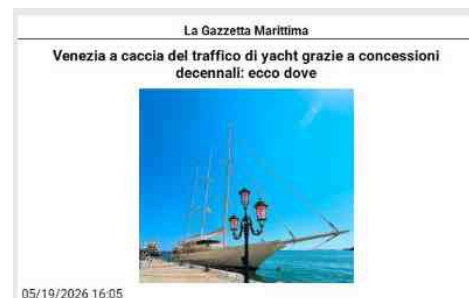 La Gazzetta Marittima
Venezia a caccia del traffico di yacht grazie a concessioni
decennali: ecco dove
05/19/2026 16:05